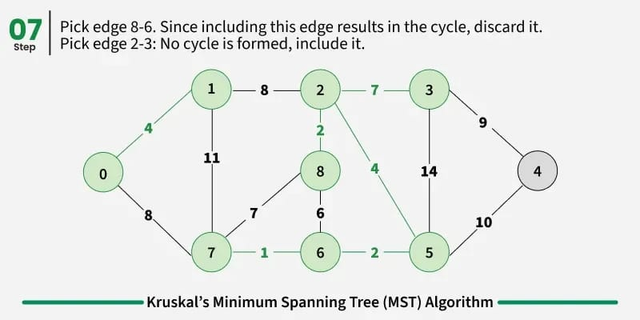 07
Step
Pick edge 8-6. Since including this edge results in the cycle, discard it.
Pick edge 2-3: No cycle is formed, include it.
1 8 2 7 3
4 2 9
0 11 8 4 14 4
8 7 6 10
7 1 6 2 5
Kruskal's Minimum Spanning Tree (MST) Algorithm